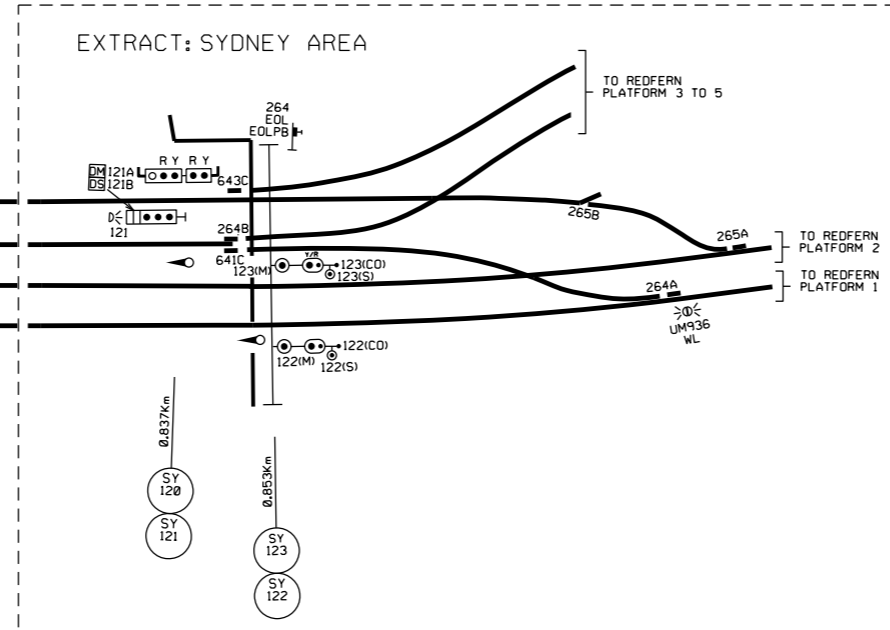 EXTRACT: SYDNEY AREA
TO REDFERN
PLATFORM 3 TO 5
264
EOL
EOLPB
R Y R Y
DM 121A
DS 121B
643C
121
264B
641C
265B
265A
TO REDFERN
PLATFORM 2
Y/R
123(M)
123(CO)
123(S)
TO REDFERN
PLATFORM 1
264A
UM936
WL
122(M)
122(CO)
122(S)
0.837Km
0.853Km
SY
120
SY
121
SY
123
SY
122